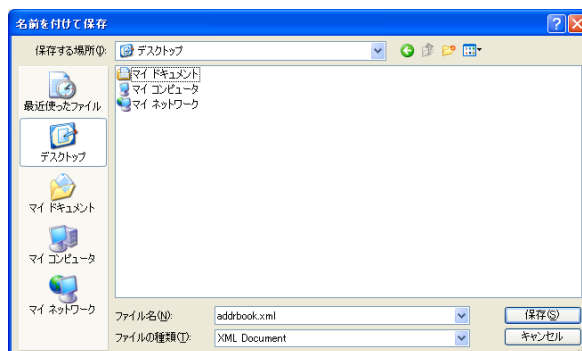 名前を付けて保存
保存する場所(I):
デスクトップ
マイ ドキュメント
マイ コンピュータ
マイ ネットワーク
最近使ったファイル
デスクトップ
マイ ドキュメント
マイ コンピュータ
マイ ネットワーク
ファイル名(N): addrbook.xml 保存(S)
ファイルの種類(T): XML Document キャンセル